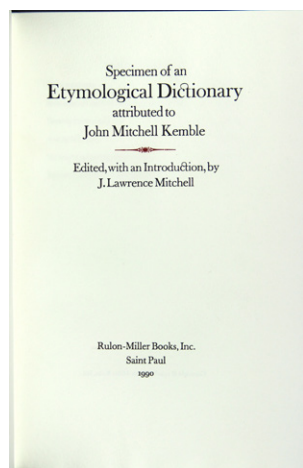 Specimen of an
Etymological Dictionary
attributed to
John Mitchell Kemble
Edited, with an Introduction, by
J. Lawrence Mitchell
Rulon-Miller Books, Inc.
Saint Paul
1990